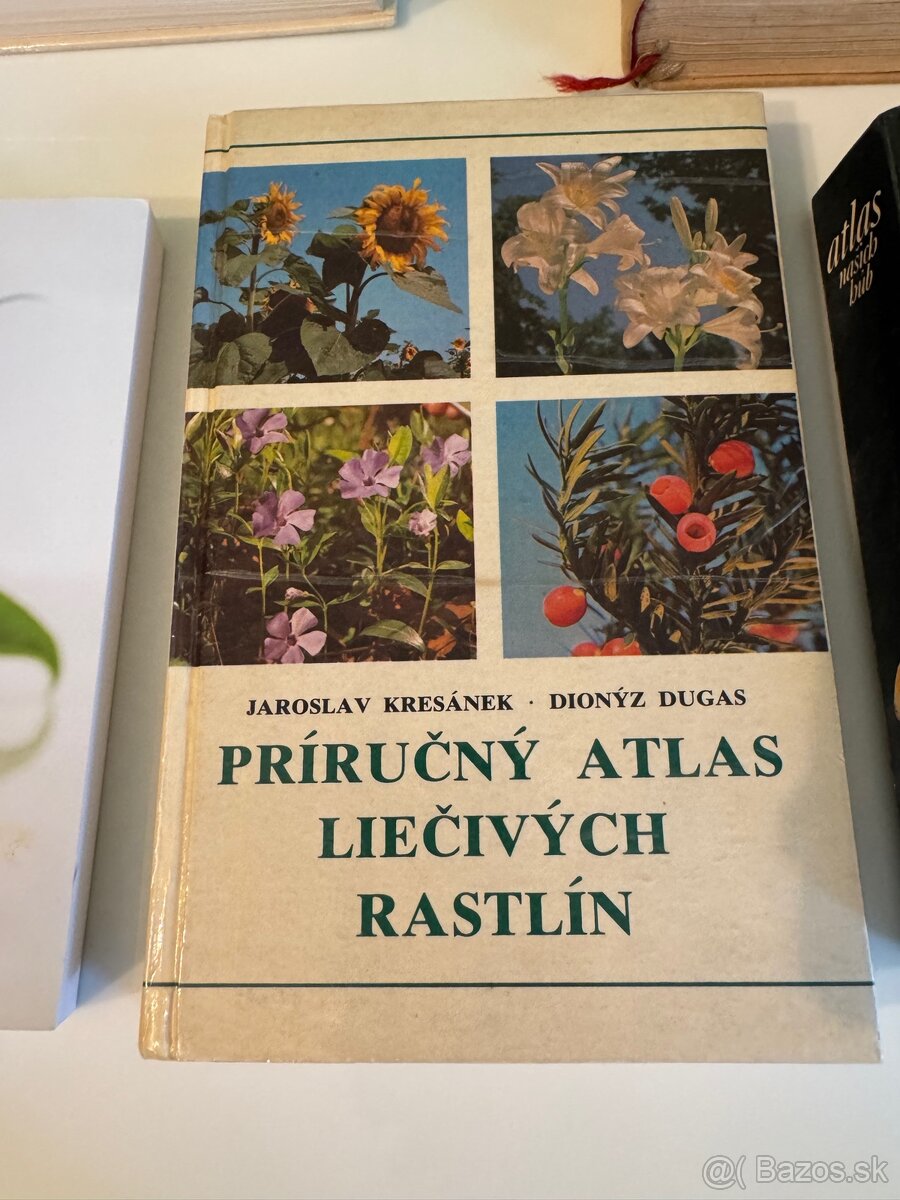 JAROSLAV KRESÁNEK · DIONÝZ DUGAS
PRÍRUČNÝ ATLAS
LIEČIVÝCH
RASTLÍN
atlas
našich
húb
@( Bazos.sk